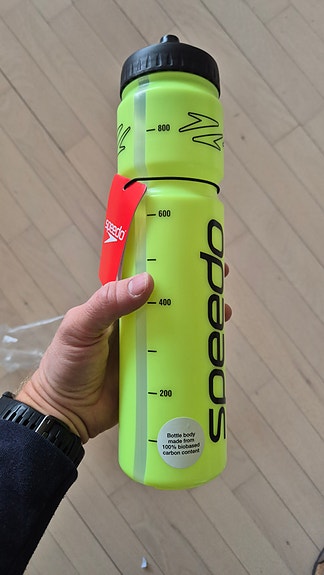 800
600
speedo
400
speedo
200
Bottle body
made from
100% biobased
carbon content